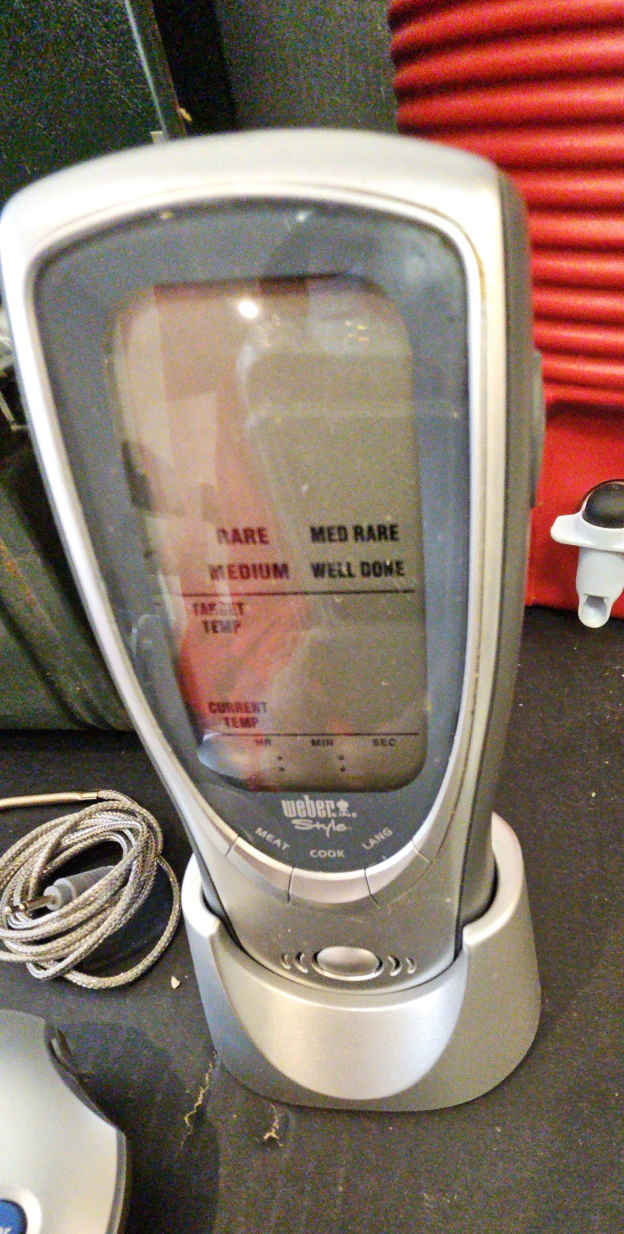 RARE MED RARE
MEDIUM WELL DONE
TARGET
TEMP
CURRENT
TEMP
HR MIN SEC
weber
Style
MEAT COOK LANG